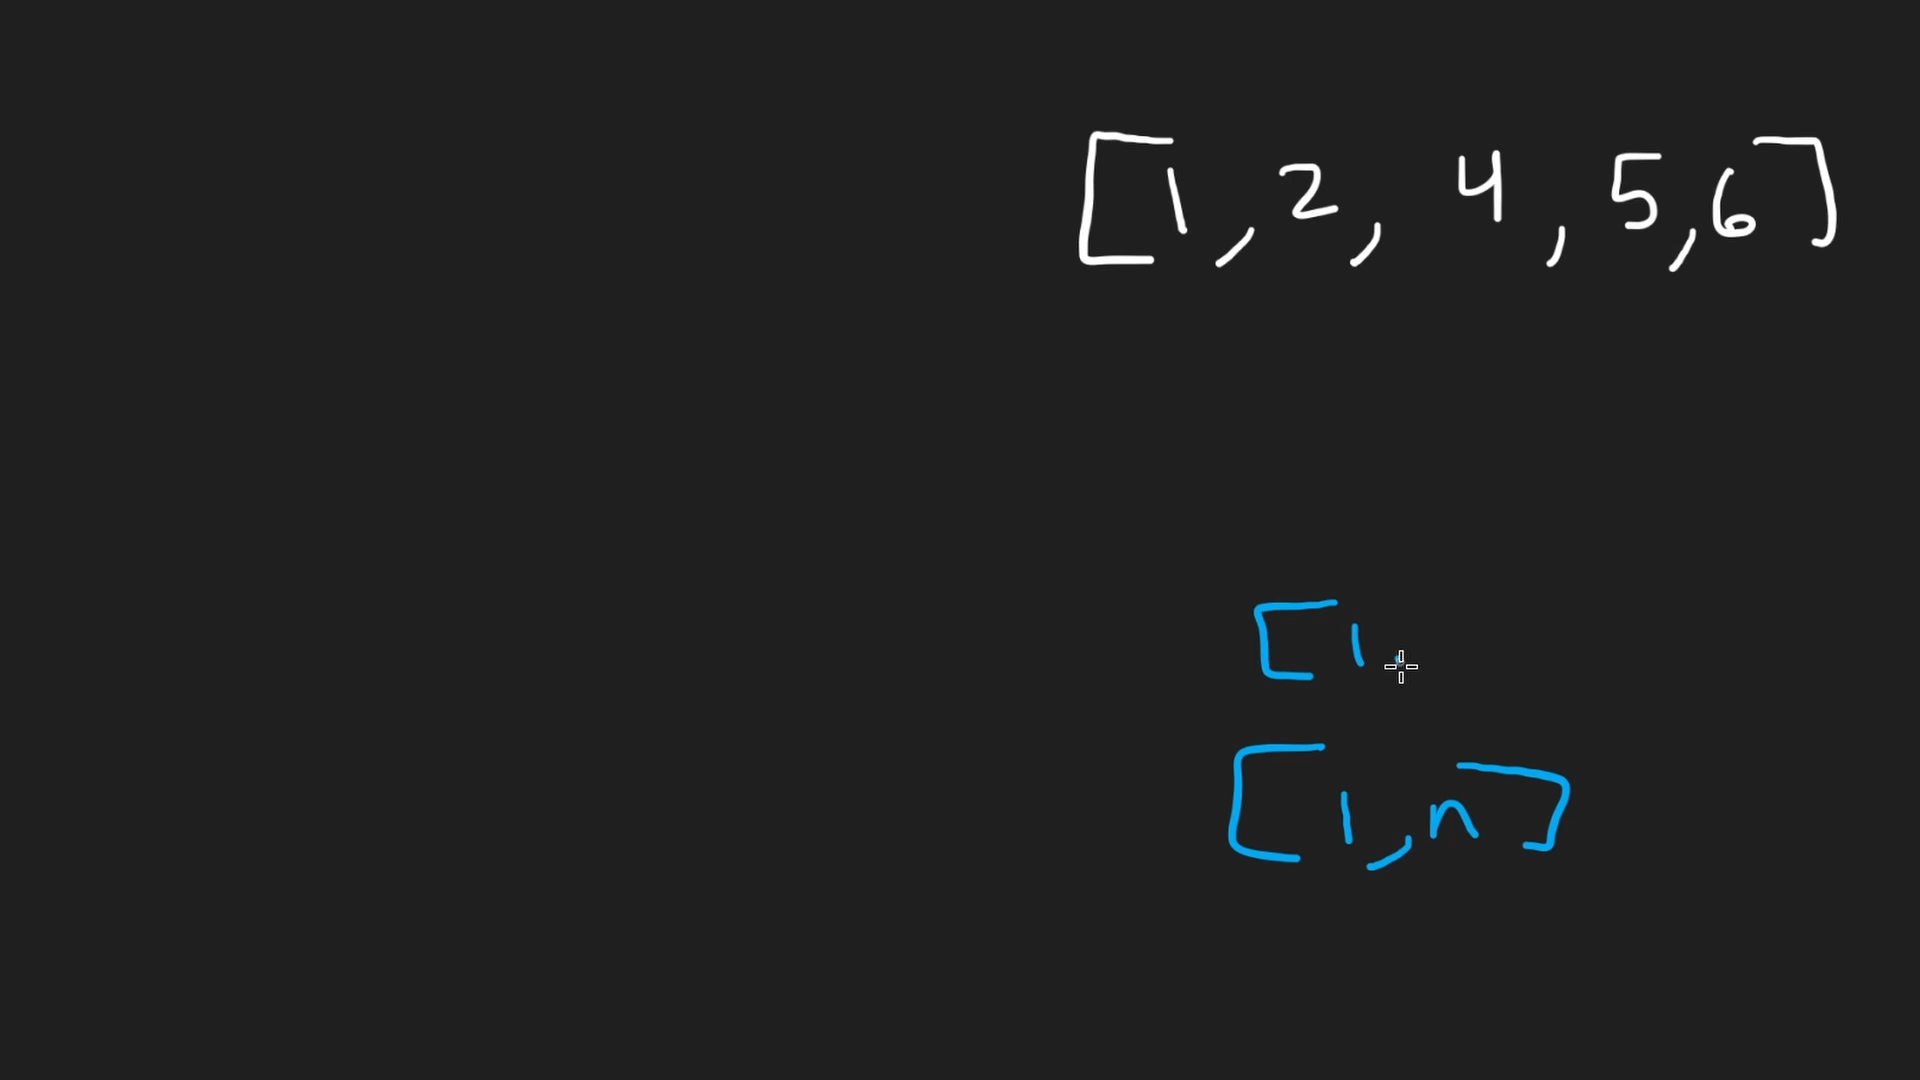 [1, 2, 4, 5, 6]
[1,
[1, n]